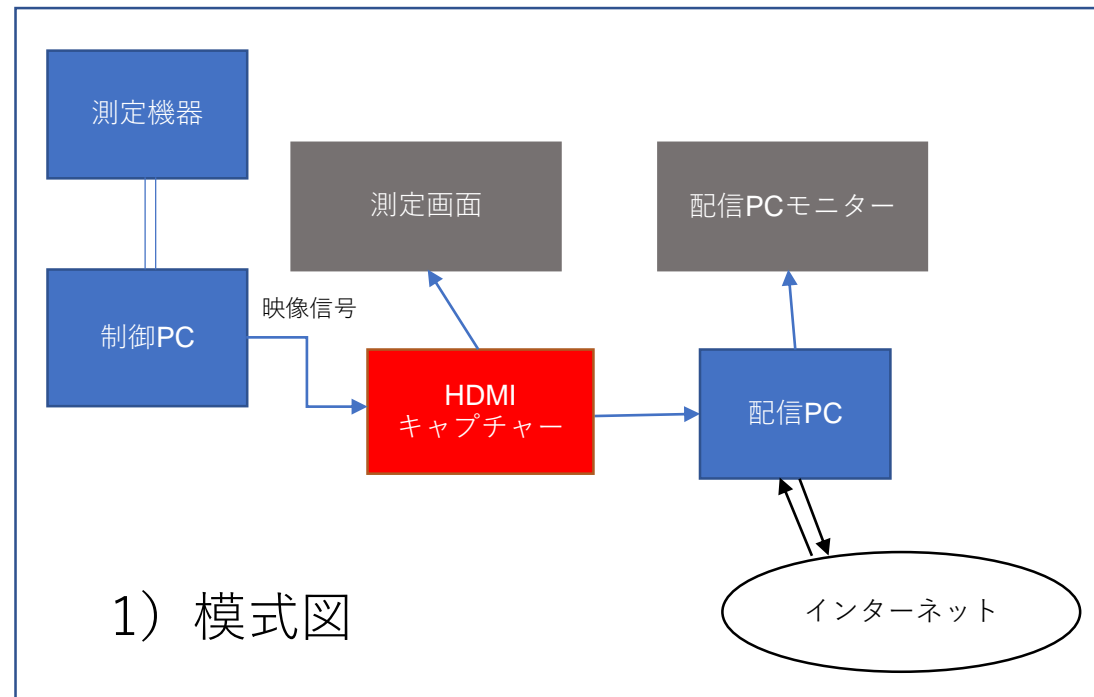 測定機器
測定画面
配信PCモニター
制御PC
映像信号
HDMI
キャプチャー
配信PC
インターネット
1）模式図